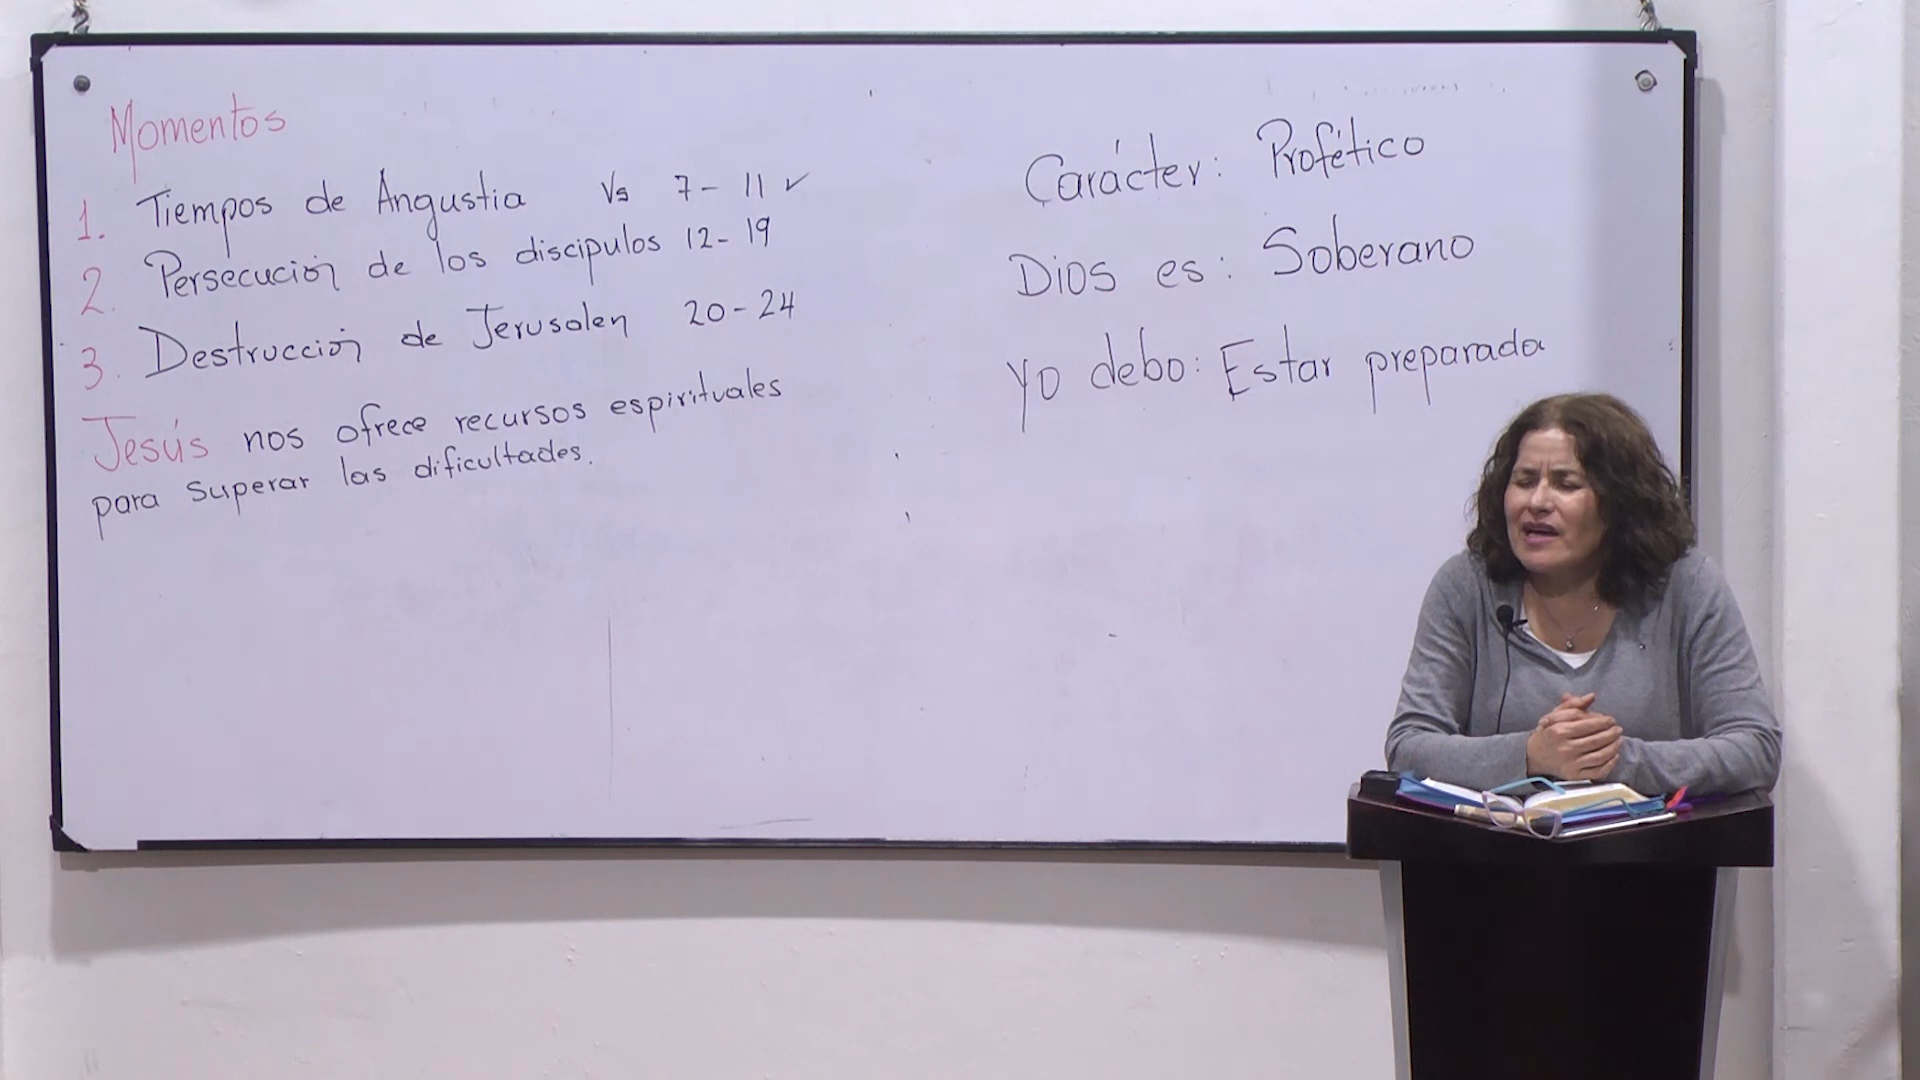 Momentos
1. Tiempos de Angustia Vs 7-11 ✓
2. Persecución de los discipulos 12-19
3. Destrucción de Jerusalen 20-24
Jesús nos ofrece recursos espirituales
para superar las dificultades.
Carácter: Profético
Dios es: Soberano
Yo debo: Estar preparada